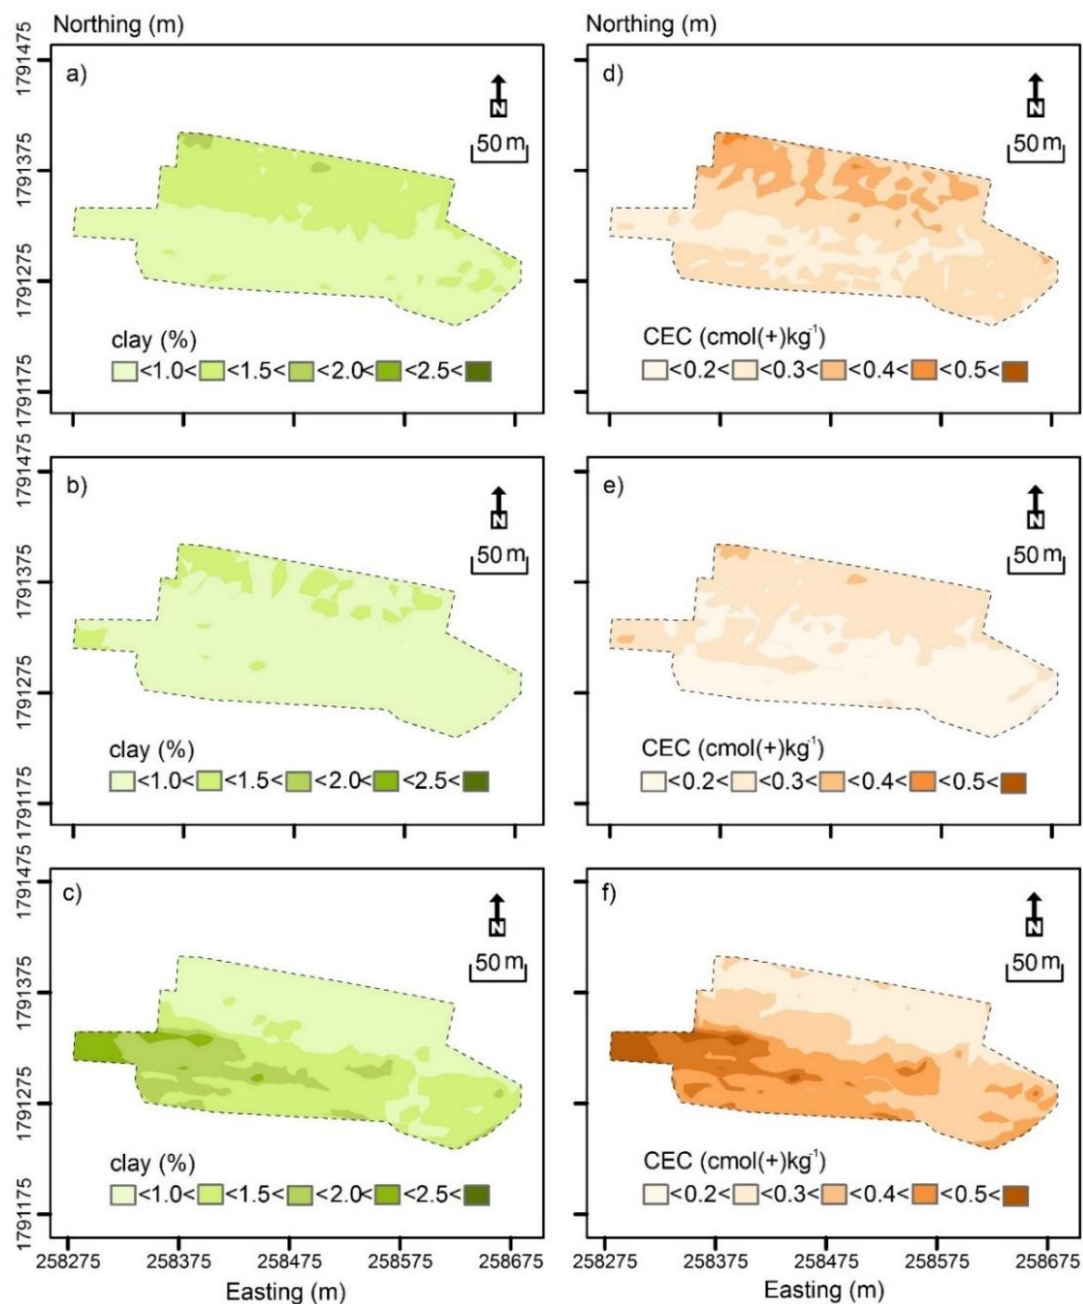 Northing (m)
Northing (m)
1791475
1791375
1791275
1791175
a)
N
50 m
clay (%)
<1.0< <1.5< <2.0< <2.5<
d)
N
50 m
CEC (cmol(+)kg⁻¹)
<0.2< <0.3< <0.4< <0.5<
1791475
1791375
1791275
1791175
b)
N
50 m
clay (%)
<1.0< <1.5< <2.0< <2.5<
e)
N
50 m
CEC (cmol(+)kg⁻¹)
<0.2< <0.3< <0.4< <0.5<
1791475
1791375
1791275
1791175
c)
N
50 m
clay (%)
<1.0< <1.5< <2.0< <2.5<
f)
N
50 m
CEC (cmol(+)kg⁻¹)
<0.2< <0.3< <0.4< <0.5<
258275 258375 258475 258575 258675
Easting (m)
258275 258375 258475 258575 258675
Easting (m)